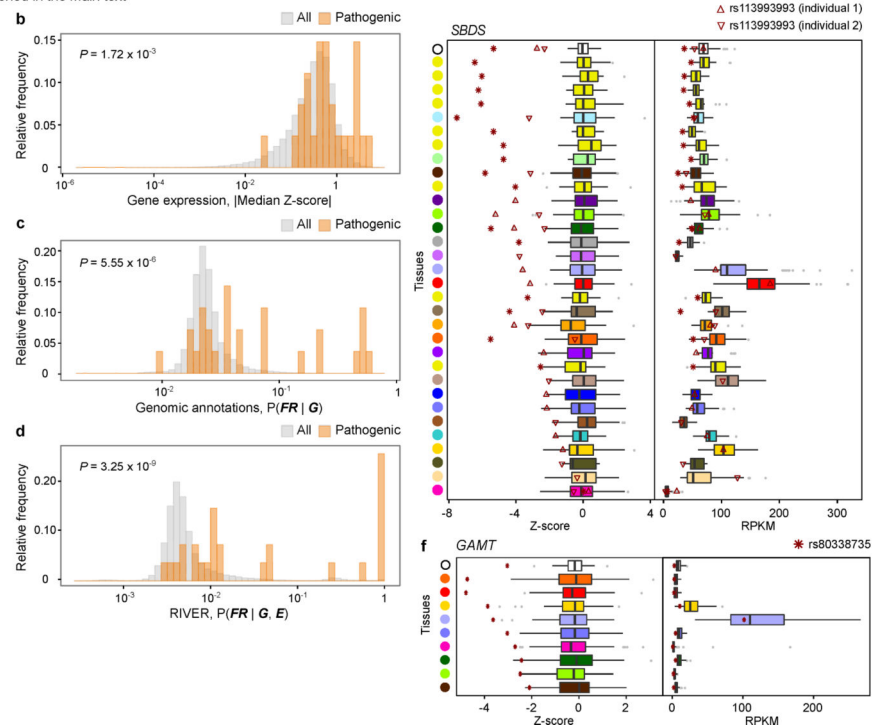 b
All Pathogenic
P = 1.72 x 10-3
Relative frequency
0.15
0.10
0.05
0
10-6 10-4 10-2 1
Gene expression, |Median Z-score|
c
All Pathogenic
P = 5.55 x 10-6
Relative frequency
0.20
0.15
0.10
0.05
0
10-2 10-1 1
Genomic annotations, P(FR | G)
d
All Pathogenic
P = 3.25 x 10-9
Relative frequency
0.20
0.10
0
10-3 10-2 10-1 1
RIVER, P(FR | G, E)
rs113993993 (individual 1)
rs113993993 (individual 2)
SBDS
Tissues
-8 -4 0 4
Z-score
0 100 200 300
RPKM
f
GAMT
rs80338735
Tissues
-4 -2 0 2
Z-score
0 100 200
RPKM